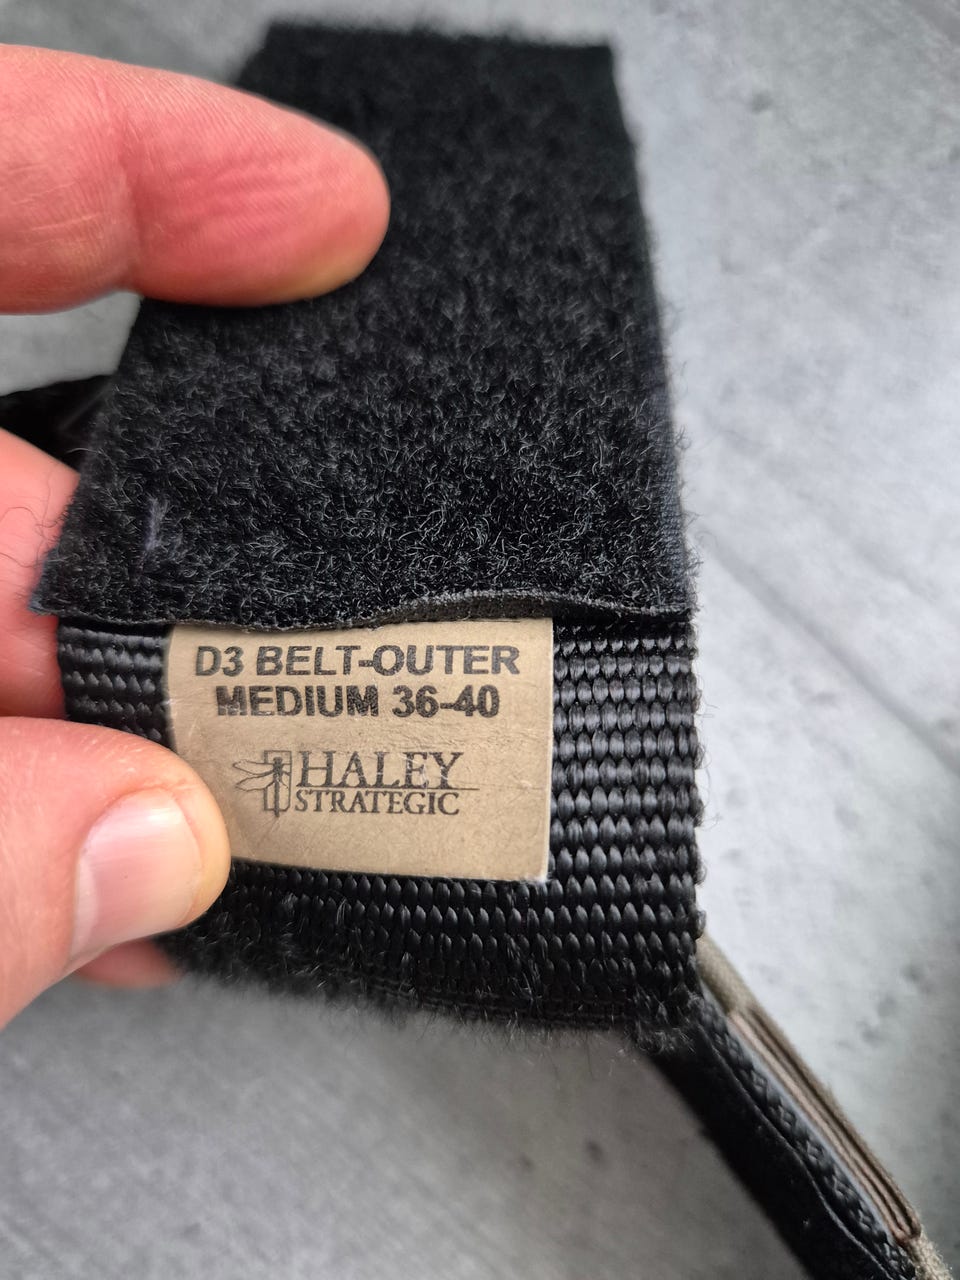 D3 BELT-OUTER
MEDIUM 36-40
HALEY
STRATEGIC